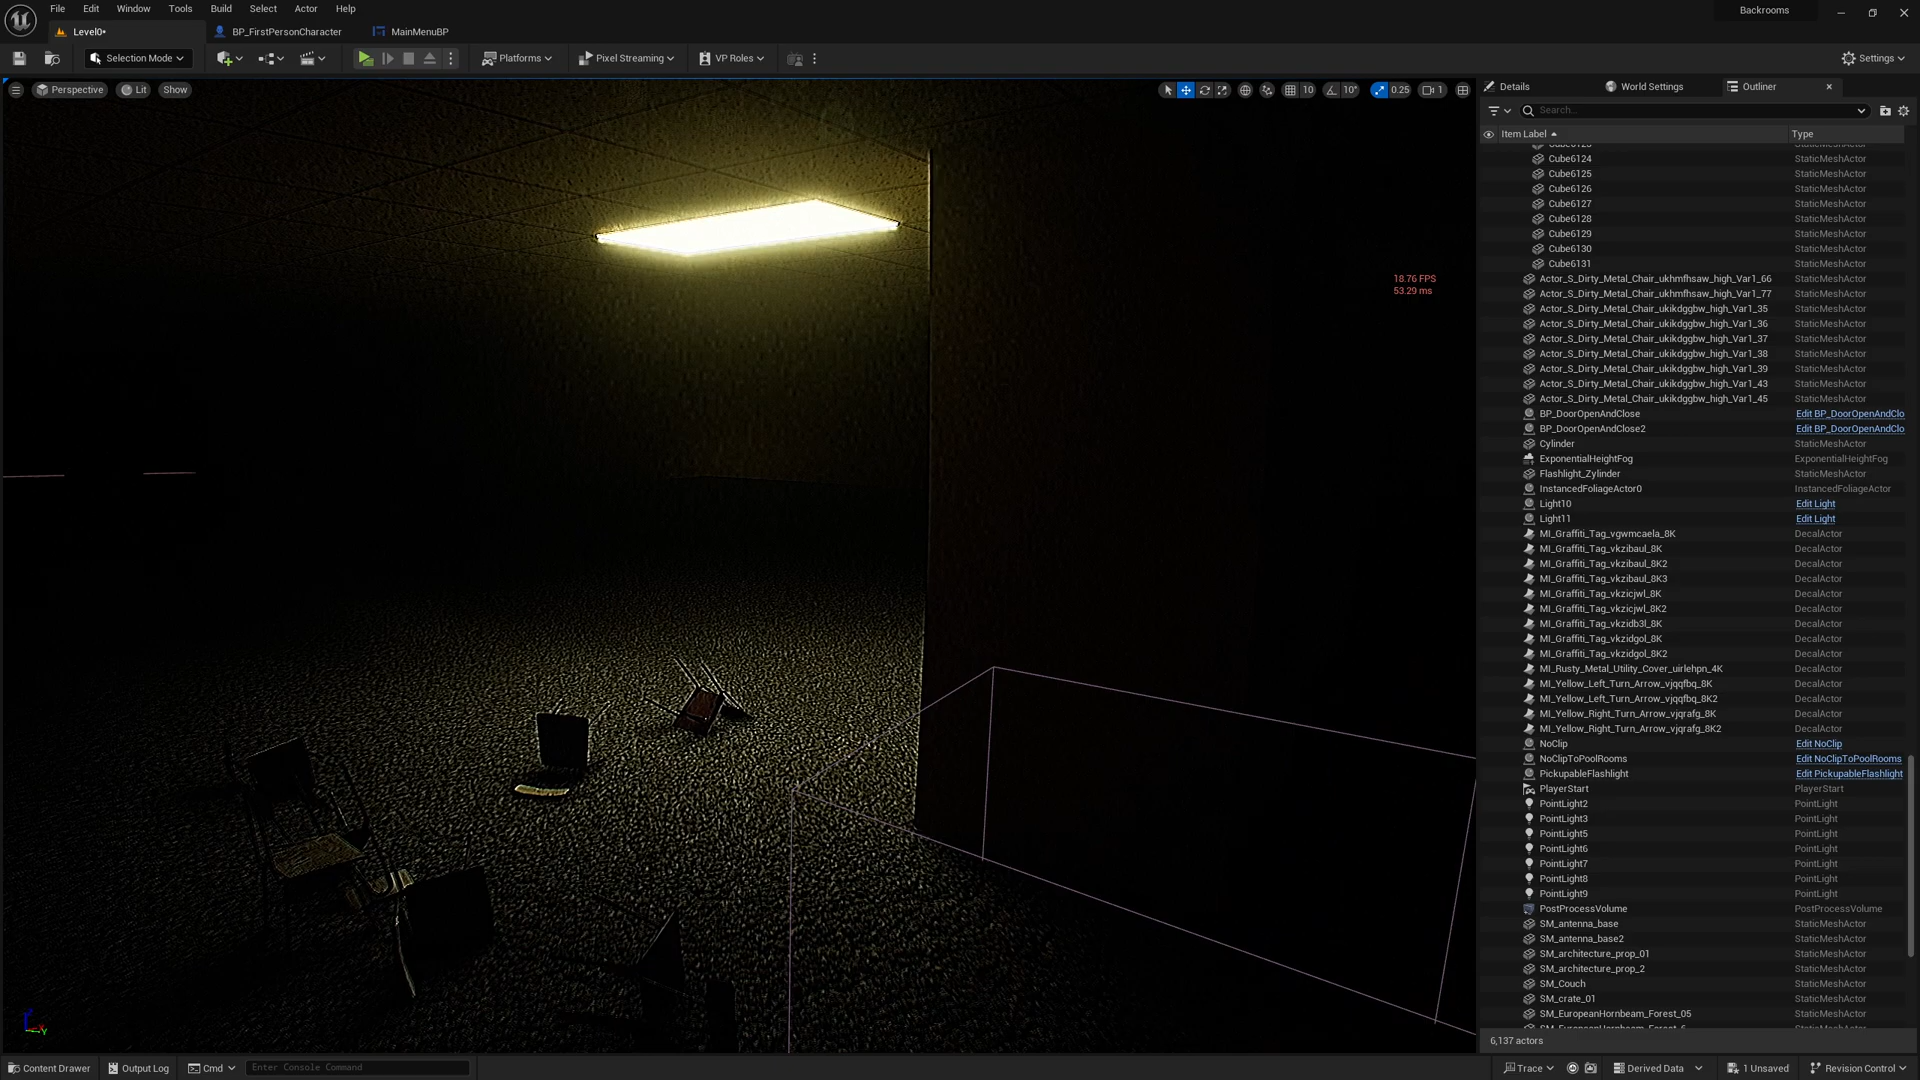 File Edit Window Tools Build Select Actor Help
Backrooms
Level0•
BP_FirstPersonCharacter
MainMenuBP
Selection Mode
Platforms
Pixel Streaming
VP Roles
Settings
Perspective
Lit
Show
10
10°
0.25
1
18.76 FPS
53.29 ms
Details
World Settings
Outliner
Search...
Item Label Type
Cube6124 StaticMeshActor
Cube6125 StaticMeshActor
Cube6126 StaticMeshActor
Cube6127 StaticMeshActor
Cube6128 StaticMeshActor
Cube6129 StaticMeshActor
Cube6130 StaticMeshActor
Cube6131 StaticMeshActor
Actor_S_Dirty_Metal_Chair_ukhmfhsaw_high_Var1_66 StaticMeshActor
Actor_S_Dirty_Metal_Chair_ukhmfhsaw_high_Var1_77 StaticMeshActor
Actor_S_Dirty_Metal_Chair_ukikdggbw_high_Var1_35 StaticMeshActor
Actor_S_Dirty_Metal_Chair_ukikdggbw_high_Var1_36 StaticMeshActor
Actor_S_Dirty_Metal_Chair_ukikdggbw_high_Var1_37 StaticMeshActor
Actor_S_Dirty_Metal_Chair_ukikdggbw_high_Var1_38 StaticMeshActor
Actor_S_Dirty_Metal_Chair_ukikdggbw_high_Var1_39 StaticMeshActor
Actor_S_Dirty_Metal_Chair_ukikdggbw_high_Var1_43 StaticMeshActor
Actor_S_Dirty_Metal_Chair_ukikdggbw_high_Var1_45 StaticMeshActor
BP_DoorOpenAndClose Edit BP_DoorOpenAndClo
BP_DoorOpenAndClose2 Edit BP_DoorOpenAndClo
Cylinder StaticMeshActor
ExponentialHeightFog ExponentialHeightFog
Flashlight_Zylinder StaticMeshActor
InstancedFoliageActor0 InstancedFoliageActor
Light10 Edit Light
Light11 Edit Light
MI_Graffiti_Tag_vgwmcaela_8K DecalActor
MI_Graffiti_Tag_vkzibaul_8K DecalActor
MI_Graffiti_Tag_vkzibaul_8K2 DecalActor
MI_Graffiti_Tag_vkzibaul_8K3 DecalActor
MI_Graffiti_Tag_vkzicjwl_8K DecalActor
MI_Graffiti_Tag_vkzicjwl_8K2 DecalActor
MI_Graffiti_Tag_vkzidb3l_8K DecalActor
MI_Graffiti_Tag_vkzidgol_8K DecalActor
MI_Graffiti_Tag_vkzidgol_8K2 DecalActor
MI_Rusty_Metal_Utility_Cover_uirlehpn_4K DecalActor
MI_Yellow_Left_Turn_Arrow_vjqqfbq_8K DecalActor
MI_Yellow_Left_Turn_Arrow_vjqqfbq_8K2 DecalActor
MI_Yellow_Right_Turn_Arrow_vjqrafg_8K DecalActor
MI_Yellow_Right_Turn_Arrow_vjqrafg_8K2 DecalActor
NoClip Edit NoClip
NoClipToPoolRooms Edit NoClipToPoolRooms
PickupableFlashlight Edit PickupableFlashlight
PlayerStart PlayerStart
PointLight2 PointLight
PointLight3 PointLight
PointLight5 PointLight
PointLight6 PointLight
PointLight7 PointLight
PointLight8 PointLight
PointLight9 PointLight
PostProcessVolume PostProcessVolume
SM_antenna_base StaticMeshActor
SM_antenna_base2 StaticMeshActor
SM_architecture_prop_01 StaticMeshActor
SM_architecture_prop_2 StaticMeshActor
SM_Couch StaticMeshActor
SM_crate_01 StaticMeshActor
SM_EuropeanHornbeam_Forest_05 StaticMeshActor
6,137 actors
Content Drawer
Output Log
Cmd
Enter Console Command
Trace
Derived Data
1 Unsaved
Revision Control